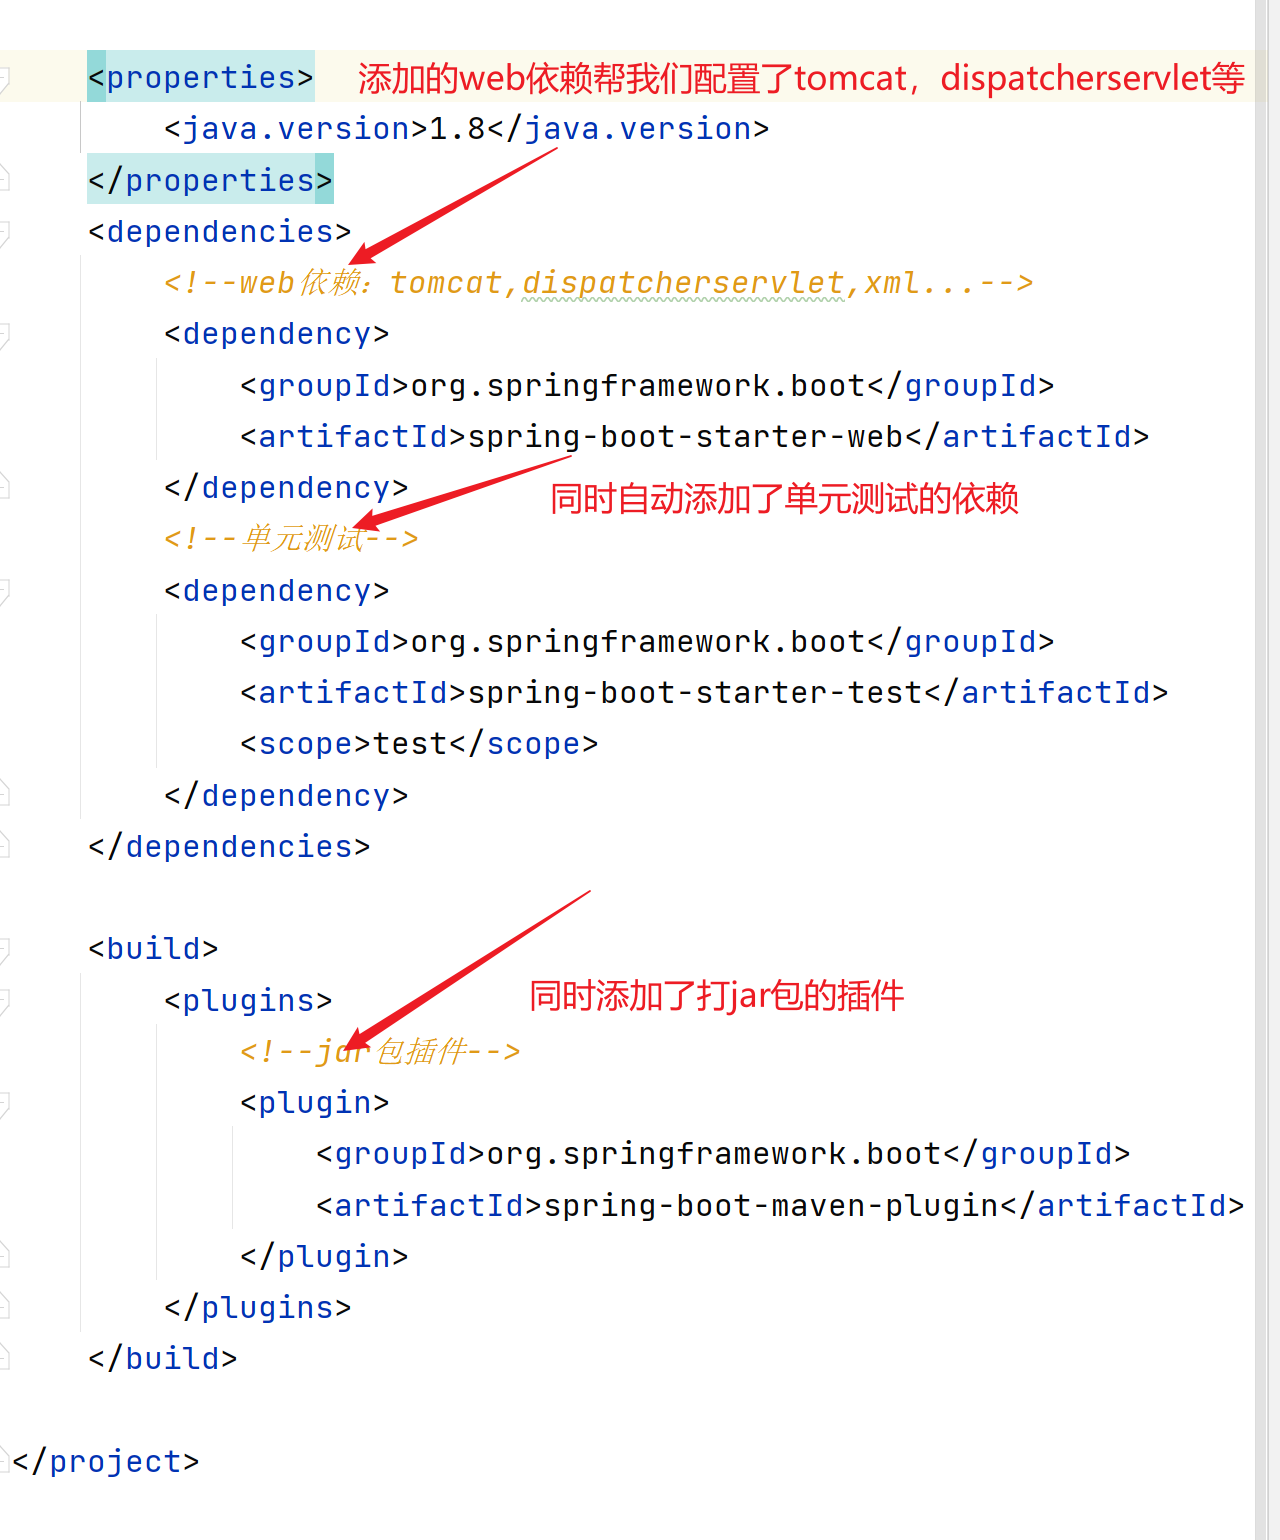 <properties> 添加的web依赖帮我们配置了tomcat，dispatcherservlet等
<java.version>1.8</java.version>
</properties>
<dependencies>
<!--web依赖：tomcat,dispatcherservlet,xml...-->
<dependency>
<groupId>org.springframework.boot</groupId>
<artifactId>spring-boot-starter-web</artifactId>
</dependency>
同时自动添加了单元测试的依赖
<!--单元测试-->
<dependency>
<groupId>org.springframework.boot</groupId>
<artifactId>spring-boot-starter-test</artifactId>
<scope>test</scope>
</dependency>
</dependencies>
<build>
<plugins> 同时添加了打jar包的插件
<!--jar包插件-->
<plugin>
<groupId>org.springframework.boot</groupId>
<artifactId>spring-boot-maven-plugin</artifactId>
</plugin>
</plugins>
</build>
</project>